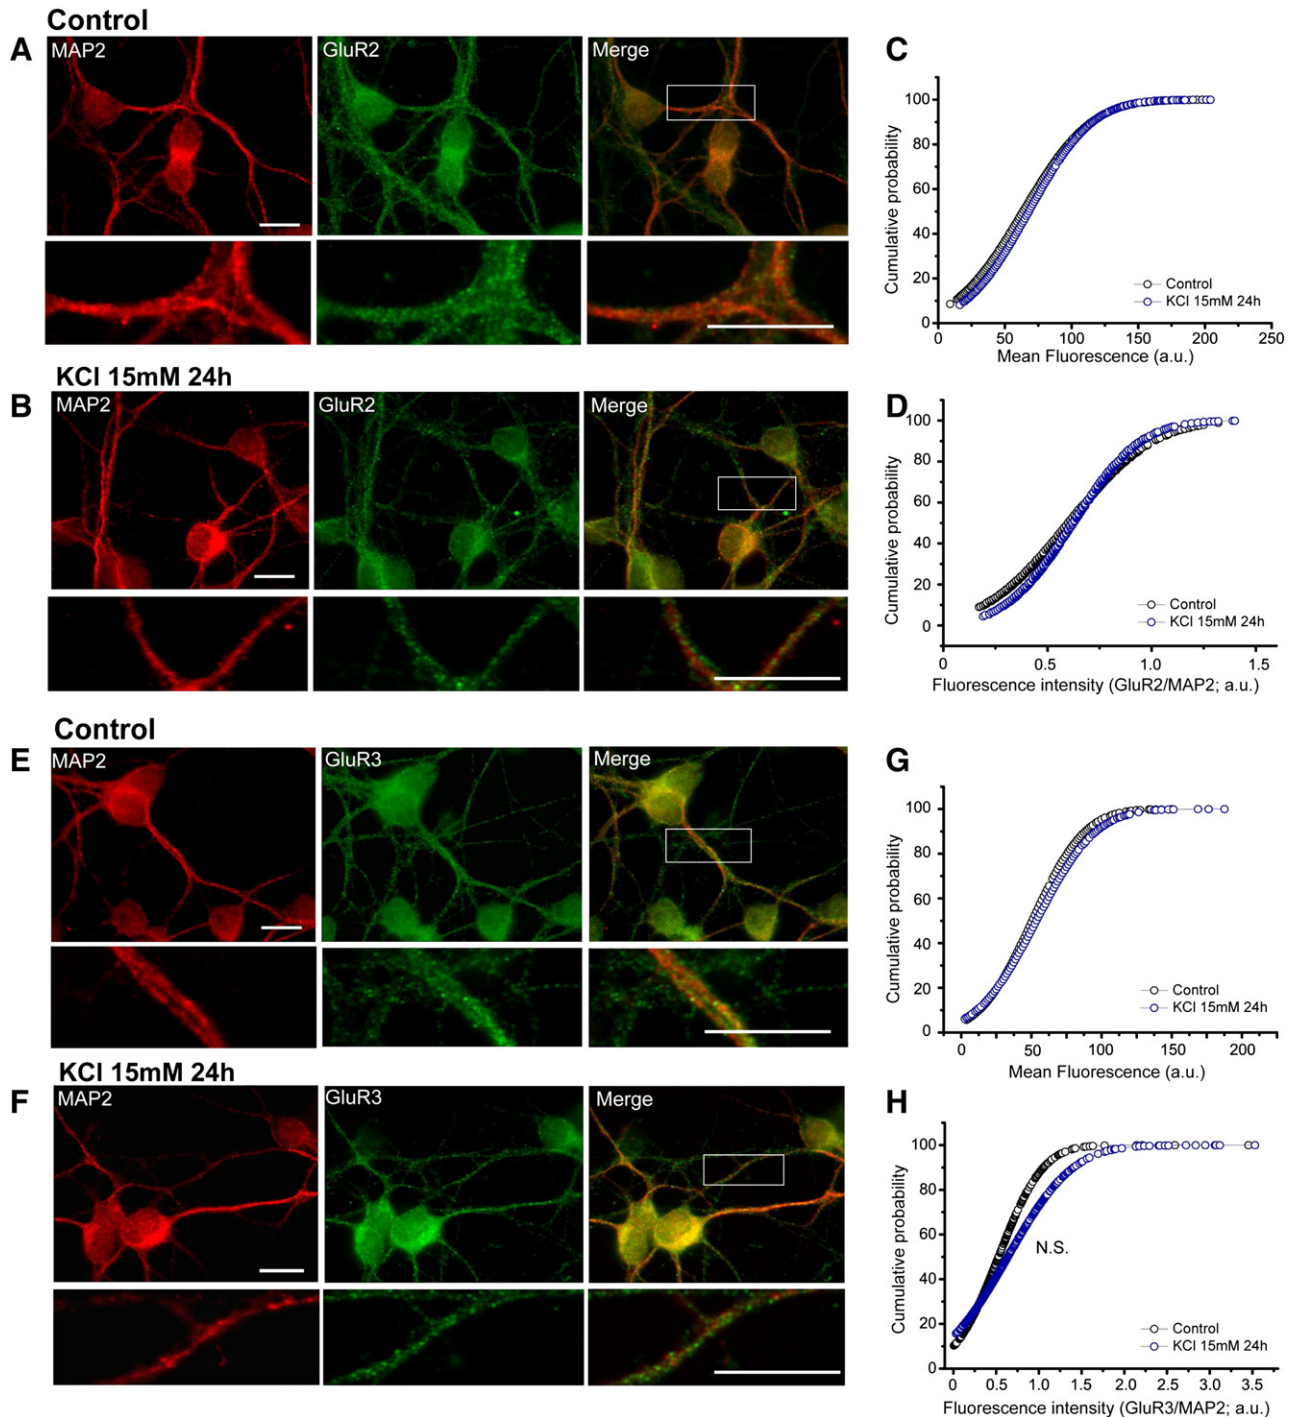 Control
A
MAP2
GluR2
Merge
C
100
80
60
40
20
0
Cumulative probability
Control
KCl 15mM 24h
0
50
100
150
200
250
Mean Fluorescence (a.u.)
KCl 15mM 24h
B
MAP2
GluR2
Merge
D
100
80
60
40
20
0
Cumulative probability
Control
KCl 15mM 24h
0
0.5
1.0
1.5
Fluorescence intensity (GluR2/MAP2; a.u.)
Control
E
MAP2
GluR3
Merge
G
100
80
60
40
20
0
Cumulative probability
Control
KCl 15mM 24h
0
50
100
150
200
Mean Fluorescence (a.u.)
KCl 15mM 24h
F
MAP2
GluR3
Merge
H
100
80
60
40
20
0
Cumulative probability
N.S.
Control
KCl 15mM 24h
0
0.5
1.0
1.5
2.0
2.5
3.0
3.5
Fluorescence intensity (GluR3/MAP2; a.u.)